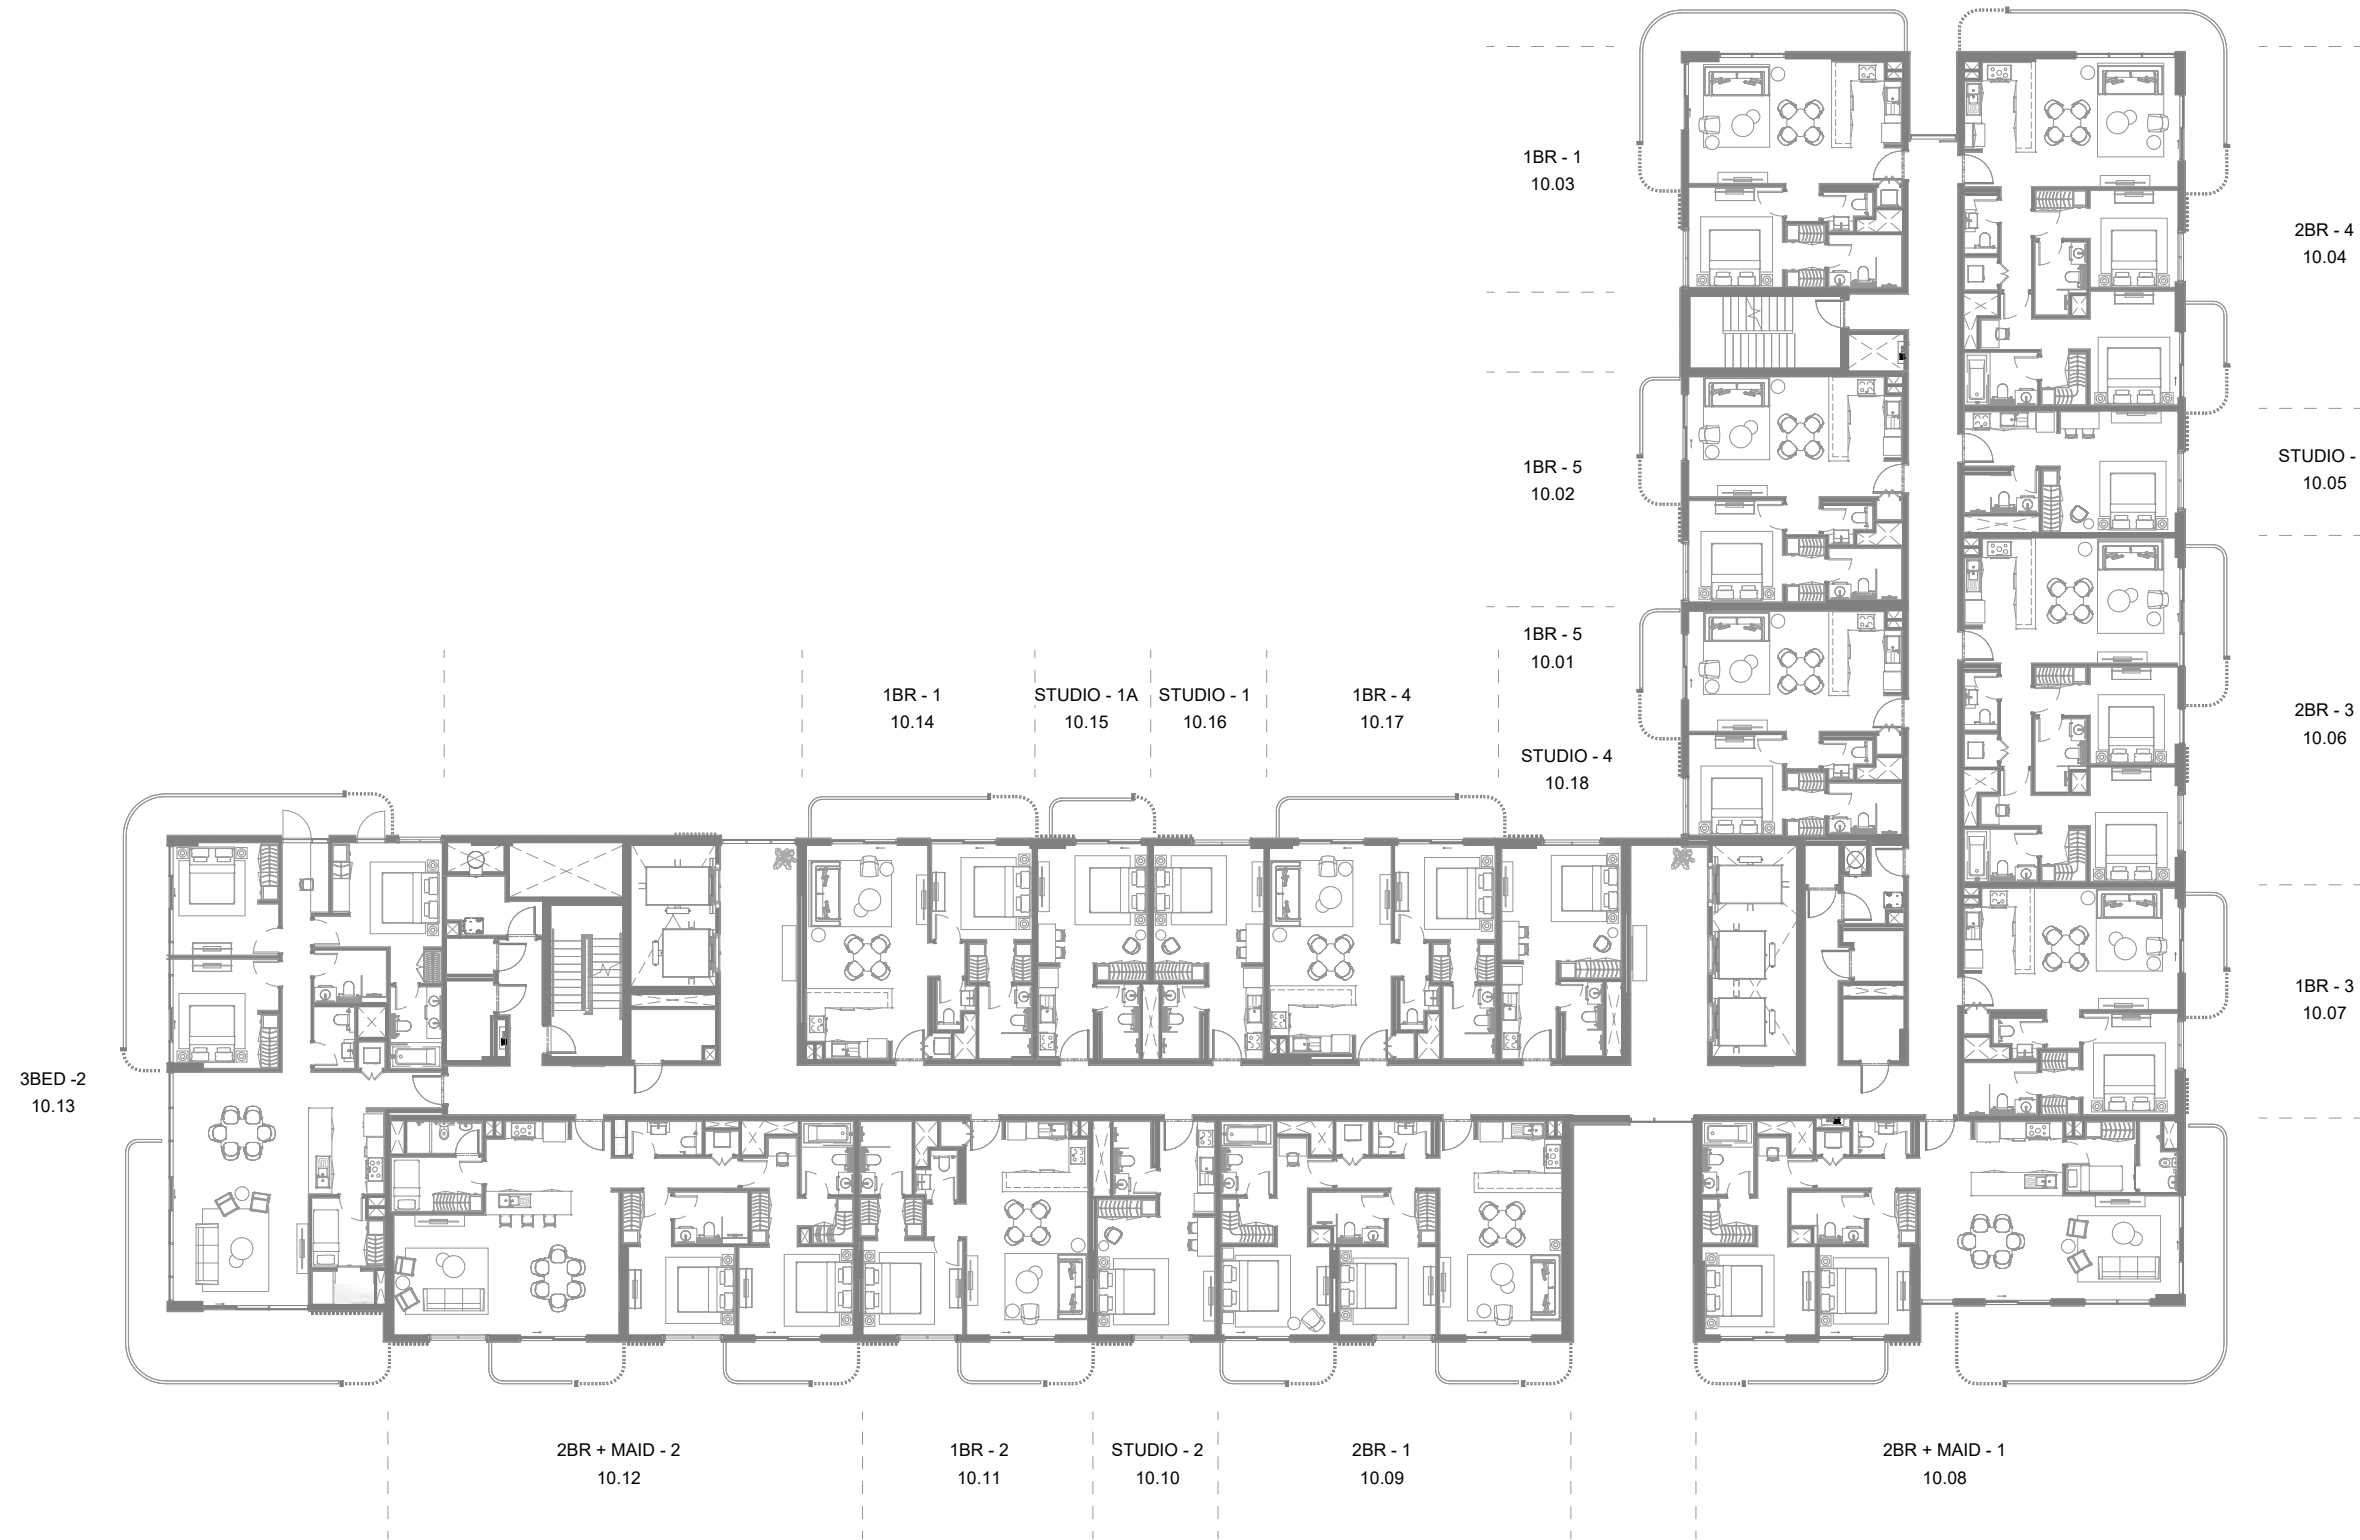 1BR - 1
10.03
2BR - 4
10.04
1BR - 5
10.02
STUDIO -
10.05
1BR - 5
10.01
2BR - 3
10.06
1BR - 1
10.14
STUDIO - 1A
10.15
STUDIO - 1
10.16
1BR - 4
10.17
STUDIO - 4
10.18
1BR - 3
10.07
3BED -2
10.13
2BR + MAID - 2
10.12
1BR - 2
10.11
STUDIO - 2
10.10
2BR - 1
10.09
2BR + MAID - 1
10.08